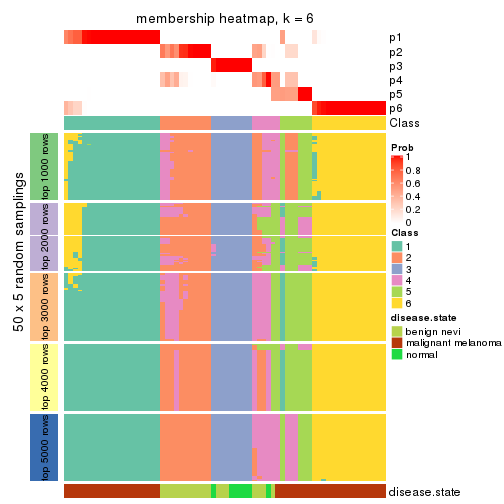 membership heatmap, k = 6
p1
p2
p3
p4
p5
p6
Class
50 x 5 random samplings
top 1000 rows
top 2000 rows
top 3000 rows
top 4000 rows
top 5000 rows
disease.state
Prob
1
0.8
0.6
0.4
0.2
0
Class
1
2
3
4
5
6
disease.state
benign nevi
malignant melanoma
normal